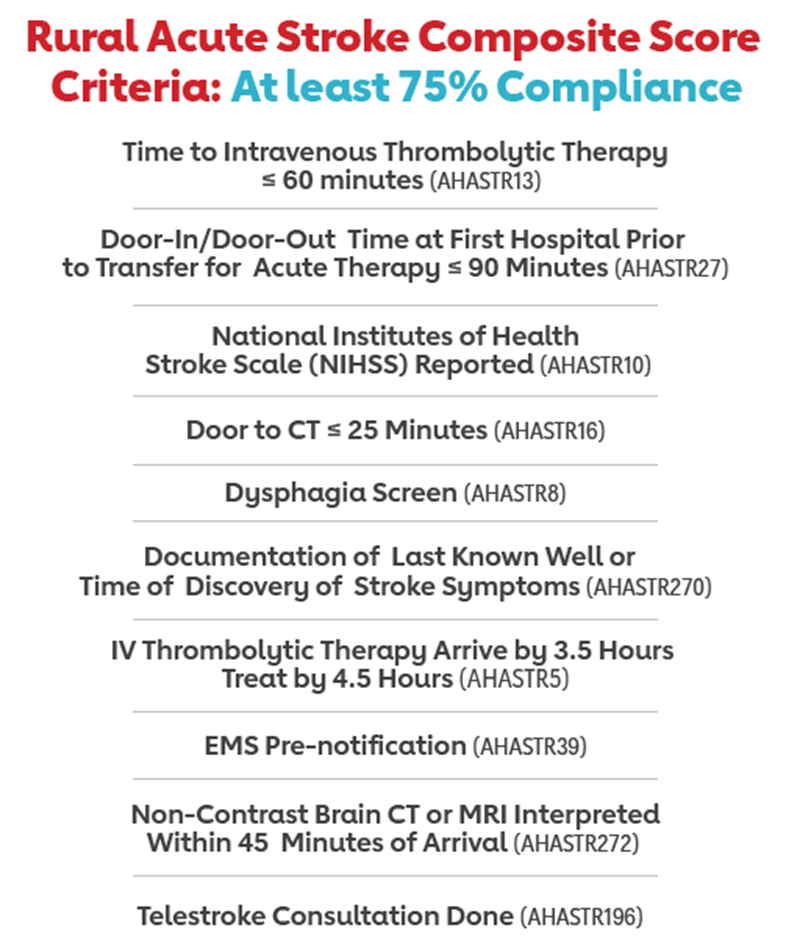 Rural Acute Stroke Composite Score
Criteria: At least 75% Compliance
Time to Intravenous Thrombolytic Therapy
≤ 60 minutes (AHASTR13)
Door-In/Door-Out Time at First Hospital Prior
to Transfer for Acute Therapy ≤ 90 Minutes (AHASTR27)
National Institutes of Health
Stroke Scale (NIHSS) Reported (AHASTR10)
Door to CT ≤ 25 Minutes (AHASTR16)
Dysphagia Screen (AHASTR8)
Documentation of Last Known Well or
Time of Discovery of Stroke Symptoms (AHASTR270)
IV Thrombolytic Therapy Arrive by 3.5 Hours
Treat by 4.5 Hours (AHASTR5)
EMS Pre-notification (AHASTR39)
Non-Contrast Brain CT or MRI Interpreted
Within 45 Minutes of Arrival (AHASTR272)
Telestroke Consultation Done (AHASTR196)